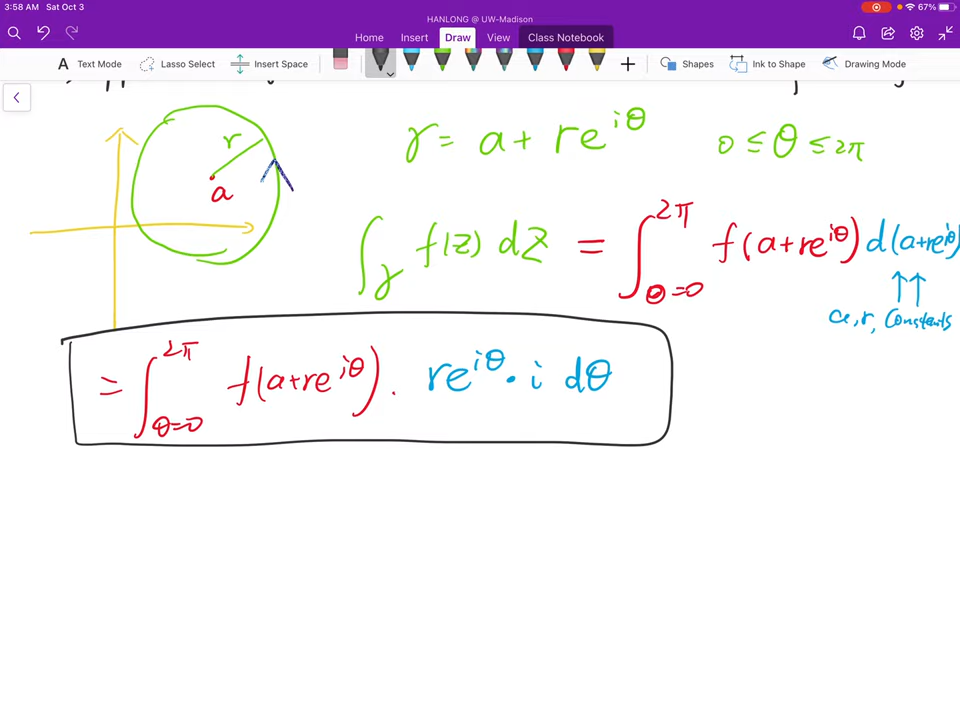 3:58 AM Sat Oct 3
67%
HANLONG @ UW-Madison
Home Insert Draw View Class Notebook
Text Mode Lasso Select Insert Space Shapes Ink to Shape Drawing Mode
r
a
γ = a + re^{iθ} 0 ≤ θ ≤ 2π
∫_γ f(z) dz = ∫_{θ=0}^{2π} f(a+re^{iθ}) d(a+re^{iθ})
a, r, Constants
= ∫_{θ=0}^{2π} f(a+re^{iθ}) · re^{iθ} · i dθ